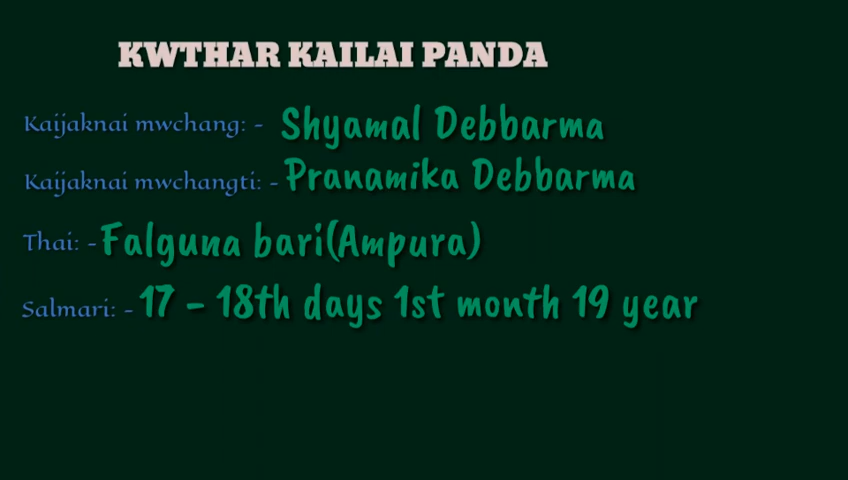 KWTHAR KAILAI PANDA
Kaijaknai mwchang: - Shyamal Debbarma
Kaijaknai mwchangti: - Pranamika Debbarma
Thai: - Falguna bari(Ampura)
Salmari: - 17 - 18th days 1st month 19 year